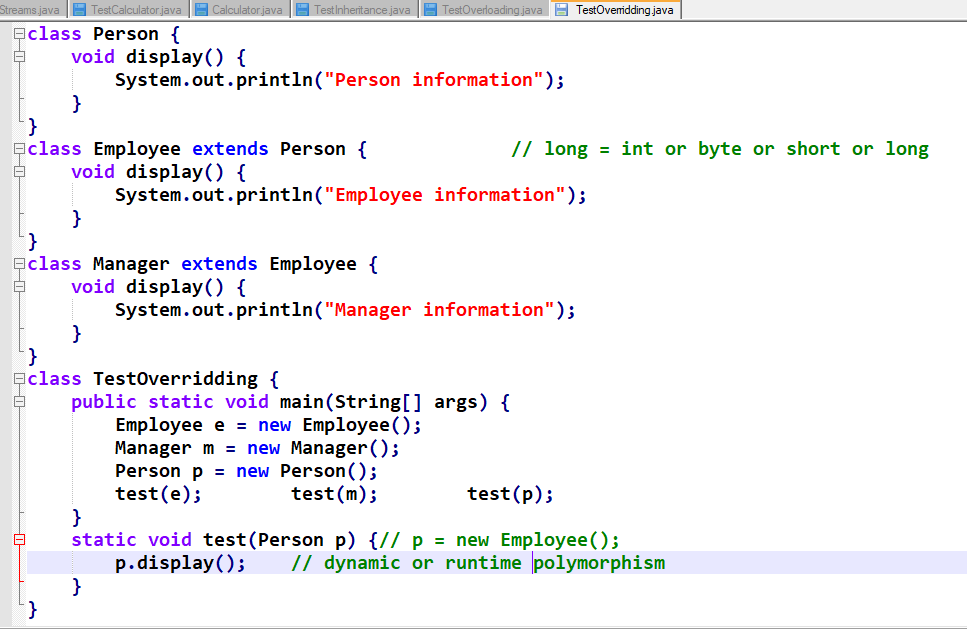 Streams.java TestCalculator.java Calculator.java TestInheritance.java TestOverloading.java TestOverridding.java
class Person {
void display() {
System.out.println("Person information");
}
}
class Employee extends Person { // long = int or byte or short or long
void display() {
System.out.println("Employee information");
}
}
class Manager extends Employee {
void display() {
System.out.println("Manager information");
}
}
class TestOverridding {
public static void main(String[] args) {
Employee e = new Employee();
Manager m = new Manager();
Person p = new Person();
test(e); test(m); test(p);
}
static void test(Person p) {// p = new Employee();
p.display(); // dynamic or runtime polymorphism
}
}